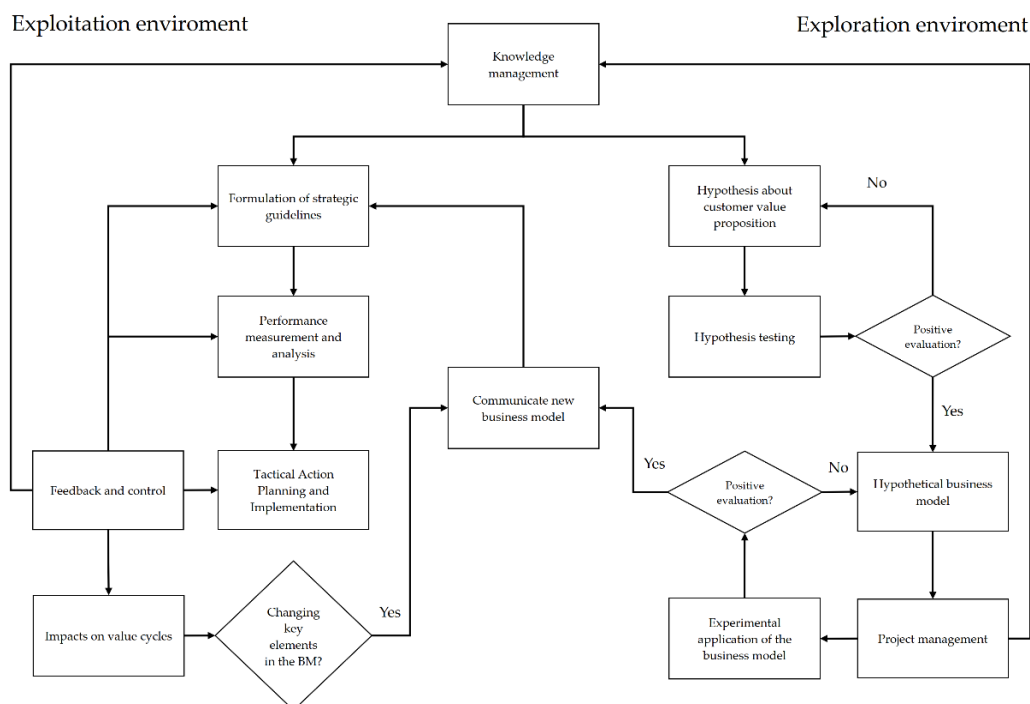 Exploitation enviroment
Exploration enviroment
Knowledge
management
Formulation of strategic
guidelines
Hypothesis about
customer value
proposition
No
Performance
measurement and
analysis
Hypothesis testing
Positive
evaluation?
Communicate new
business model
Yes
Feedback and control
Tactical Action
Planning and
Implementation
Yes
Positive
evaluation?
No
Hypothetical business
model
Impacts on value cycles
Changing
key
elements
in the BM?
Yes
Experimental
application of the
business model
Project management